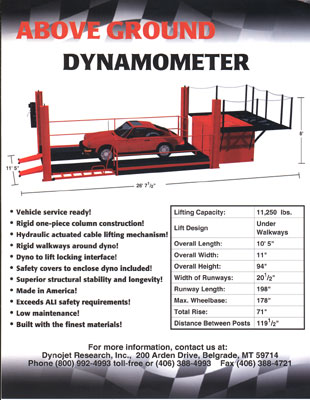 ABOVE GROUND
DYNAMOMETER
11' 5"
26' 7½"
8'
• Vehicle service ready!
• Rigid one-piece column construction!
• Hydraulic actuated cable lifting mechanism!
• Rigid walkways around dyno!
• Dyno to lift locking interface!
• Safety covers to enclose dyno included!
• Superior structural stability and longevity!
• Made in America!
• Exceeds ALI safety requirements!
• Low maintenance!
• Built with the finest materials!
Lifting Capacity: 11,250 lbs.
Lift Design Under Walkways
Overall Length: 10' 5"
Overall Width: 11"
Overall Height: 94"
Width of Runways: 20½"
Runway Length: 198"
Max. Wheelbase: 178"
Total Rise: 71"
Distance Between Posts 119½"
For more information, contact us at:
Dynojet Research, Inc., 200 Arden Drive, Belgrade, MT 59714
Phone (800) 992-4993 toll-free or (406) 388-4993 Fax (406) 388-4721